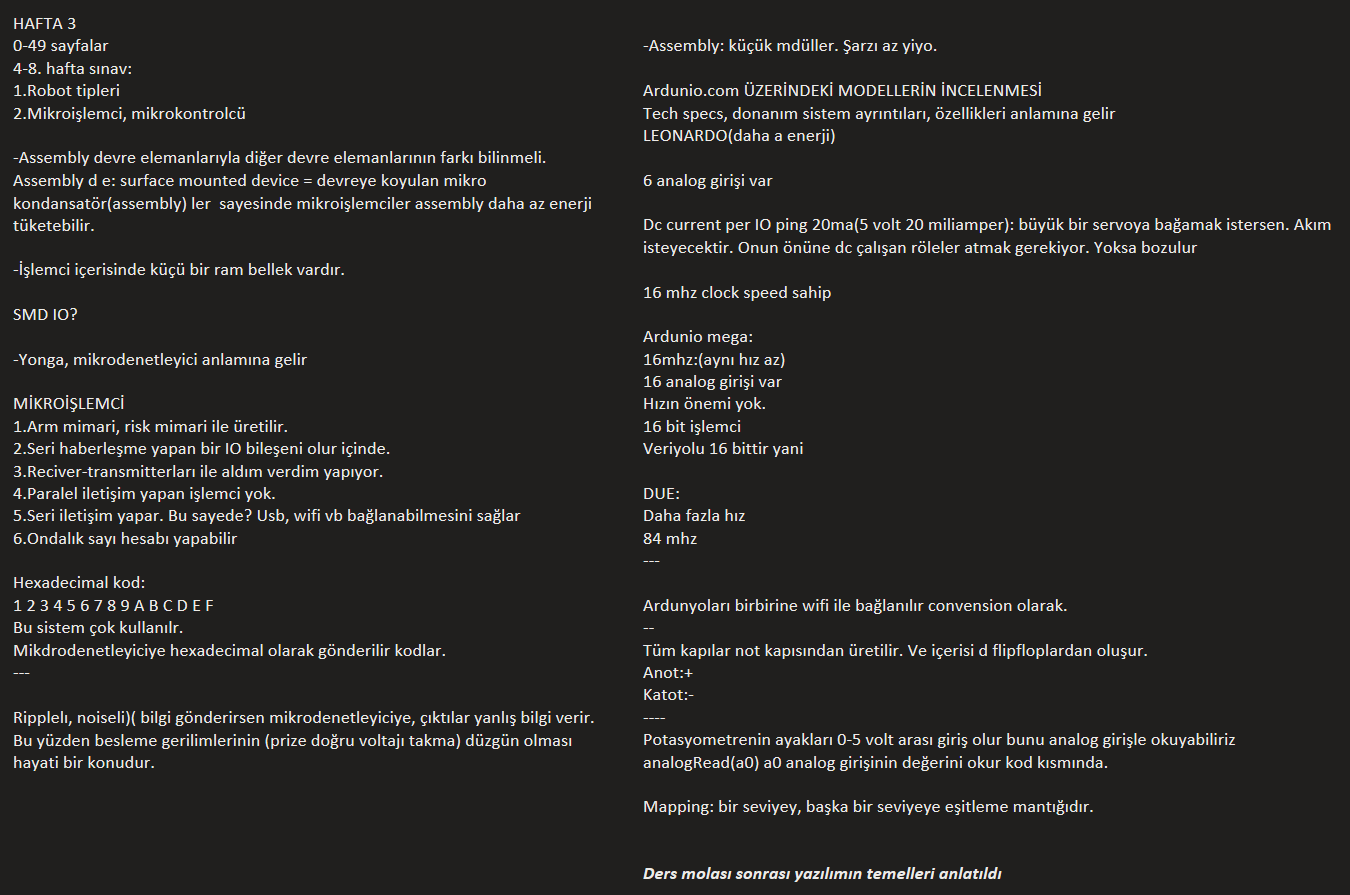 HAFTA 3
0-49 sayfalar
4-8. hafta sınav:
1.Robot tipleri
2.Mikroişlemci, mikrokontrolcü
-Assembly devre elemanlarıyla diğer devre elemanlarının farkı bilinmeli.
Assembly d e: surface mounted device = devreye koyulan mikro
kondansatör(assembly) ler  sayesinde mikroişlemciler assembly daha az enerji
tüketebilir.
-İşlemci içerisinde küçü bir ram bellek vardır.
SMD IO?
-Yonga, mikrodenetleyici anlamına gelir
MİKROİŞLEMCİ
1.Arm mimari, risk mimari ile üretilir.
2.Seri haberleşme yapan bir IO bileşeni olur içinde.
3.Reciver-transmitterları ile aldım verdim yapıyor.
4.Paralel iletişim yapan işlemci yok.
5.Seri iletişim yapar. Bu sayede? Usb, wifi vb bağlanabilmesini sağlar
6.Ondalık sayı hesabı yapabilir
Hexadecimal kod:
1 2 3 4 5 6 7 8 9 A B C D E F
Bu sistem çok kullanılr.
Mikdrodenetleyiciye hexadecimal olarak gönderilir kodlar.
---
Ripplelı, noiseli)( bilgi gönderirsen mikrodenetleyiciye, çıktılar yanlış bilgi verir.
Bu yüzden besleme gerilimlerinin (prize doğru voltajı takma) düzgün olması
hayati bir konudur.
-Assembly: küçük mdüller. Şarzı az yiyo.
Ardunio.com ÜZERİNDEKİ MODELLERİN İNCELENMESİ
Tech specs, donanım sistem ayrıntıları, özellikleri anlamına gelir
LEONARDO(daha a enerji)
6 analog girişi var
Dc current per IO ping 20ma(5 volt 20 miliamper): büyük bir servoya bağamak istersen. Akım
isteyecektir. Onun önüne dc çalışan röleler atmak gerekiyor. Yoksa bozulur
16 mhz clock speed sahip
Ardunio mega:
16mhz:(aynı hız az)
16 analog girişi var
Hızın önemi yok.
16 bit işlemci
Veriyolu 16 bittir yani
DUE:
Daha fazla hız
84 mhz
---
Ardunyoları birbirine wifi ile bağlanılır convension olarak.
--
Tüm kapılar not kapısından üretilir. Ve içerisi d flipfloplardan oluşur.
Anot:+
Katot:-
----
Potasyometrenin ayakları 0-5 volt arası giriş olur bunu analog girişle okuyabiliriz
analogRead(a0) a0 analog girişinin değerini okur kod kısmında.
Mapping: bir seviyey, başka bir seviyeye eşitleme mantığıdır.
Ders molası sonrası yazılımın temelleri anlatıldı